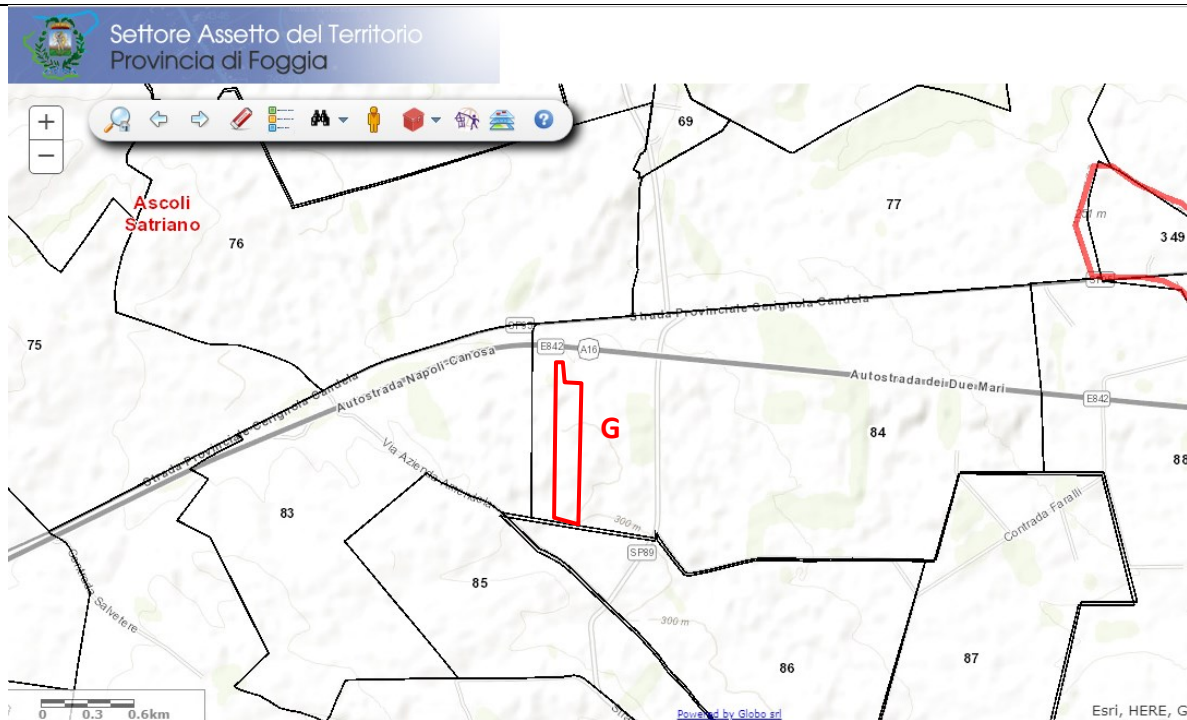 Settore Assetto del Territorio
Provincia di Foggia
+
−
?
Ascoli
Satriano
69
77
76
349
75
Strada Provinciale Cerignola Candela
SP95
E842
A16
Autostrada Napoli-Canosa
Autostrada dei Due Mari
E842
Strada Provinciale Cerignola Candela
G
84
88
Via Azienda Amendola
83
Contrada Faralli
300 m
SP89
85
Contrada Salvetere
300 m
86
87
0 0.3 0.6km
Powered by Globo srl
Esri, HERE, G